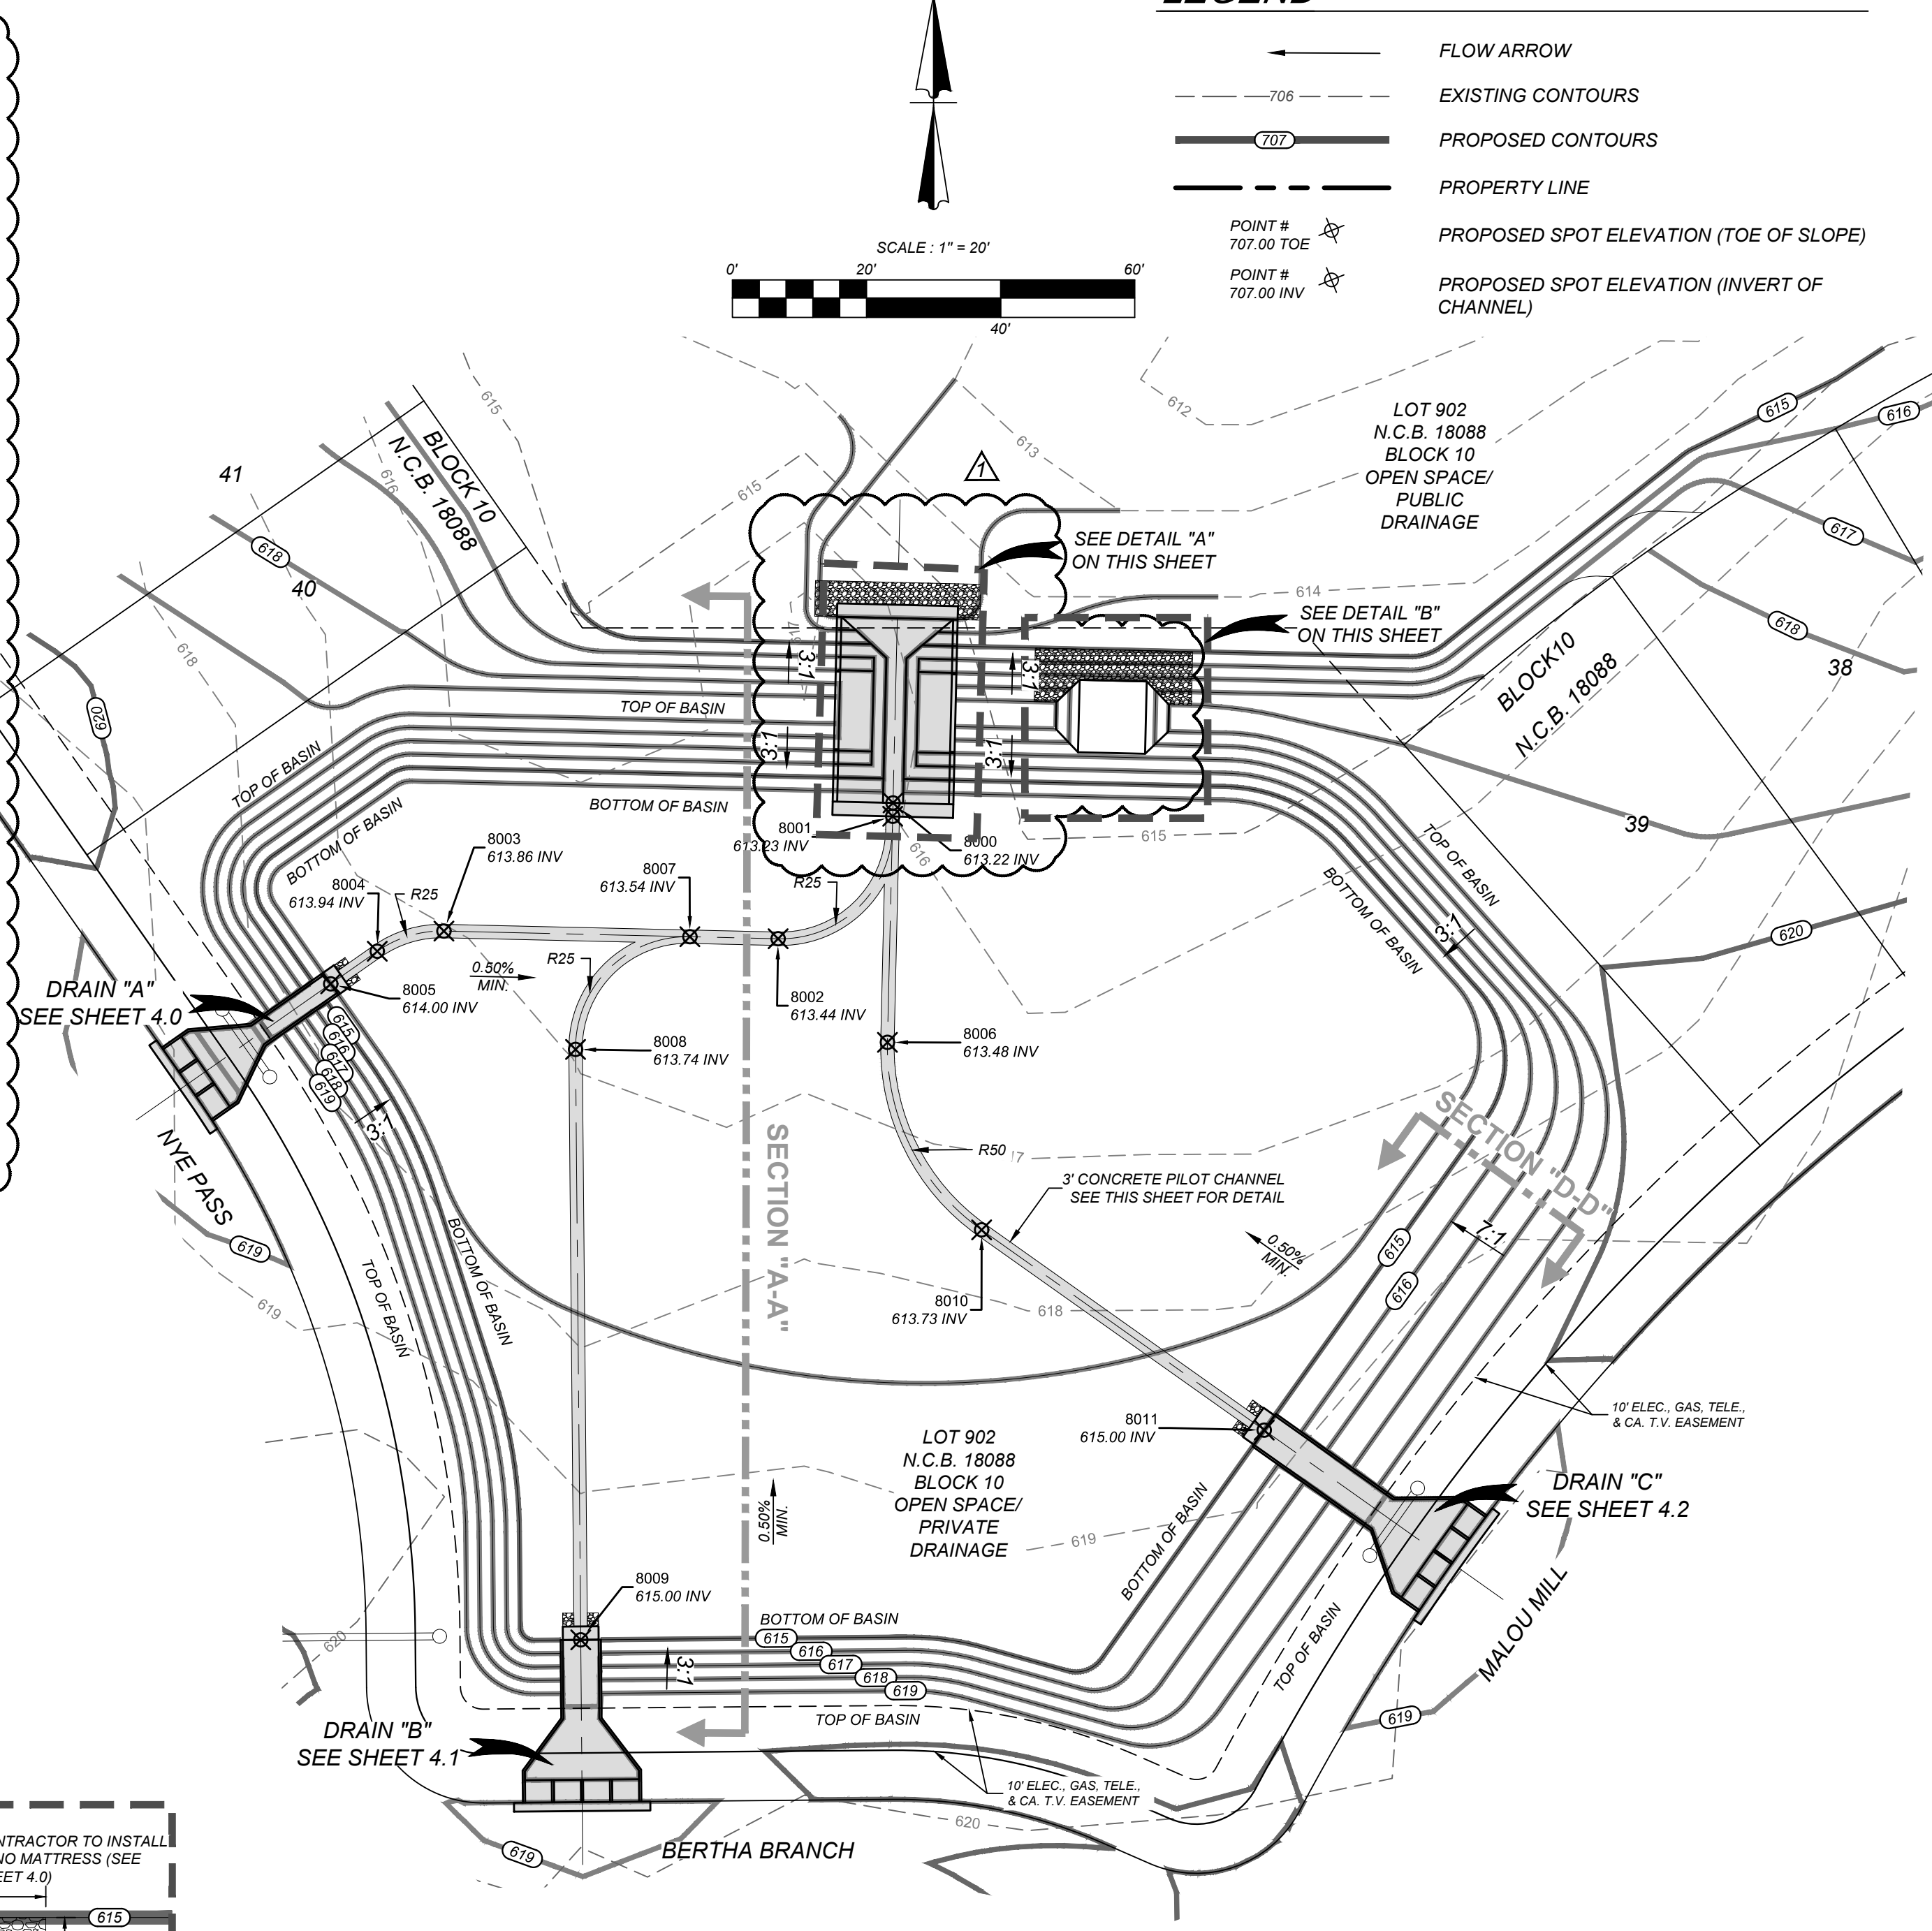 LEGEND
FLOW ARROW
706
EXISTING CONTOURS
707
PROPOSED CONTOURS
PROPERTY LINE
POINT #
707.00 TOE
PROPOSED SPOT ELEVATION (TOE OF SLOPE)
POINT #
707.00 INV
PROPOSED SPOT ELEVATION (INVERT OF
CHANNEL)
SCALE : 1" = 20'
0'
20'
60'
40'
615
616
BLOCK 10
N.C.B. 18088
41
618
40
618
620
615
613
612
1
LOT 902
N.C.B. 18088
BLOCK 10
OPEN SPACE/
PUBLIC
DRAINAGE
615
616
617
618
38
SEE DETAIL "A"
ON THIS SHEET
614
SEE DETAIL "B"
ON THIS SHEET
BLOCK10
N.C.B. 18088
39
620
3:1
3:1
3:1
3:1
TOP OF BASIN
TOP OF BASIN
BOTTOM OF BASIN
BOTTOM OF BASIN
TOP OF BASIN
BOTTOM OF BASIN
3:1
615
616
8001
613.23 INV
8000
613.22 INV
R25
8003
613.86 INV
8007
613.54 INV
8004
613.94 INV
R25
R25
0.50%
MIN.
8005
614.00 INV
8002
613.44 INV
8008
613.74 INV
8006
613.48 INV
DRAIN "A"
SEE SHEET 4.0
615
616
617
618
619
3:1
NYE PASS
619
619
TOP OF BASIN
BOTTOM OF BASIN
SECTION "A-A"
R50
3' CONCRETE PILOT CHANNEL
SEE THIS SHEET FOR DETAIL
SECTION "D-D"
7:1
0.50%
MIN.
615
616
8010
613.73 INV
618
8011
615.00 INV
10' ELEC., GAS, TELE.,
& CA. T.V. EASEMENT
LOT 902
N.C.B. 18088
BLOCK 10
OPEN SPACE/
PRIVATE
DRAINAGE
619
0.50%
MIN.
DRAIN "C"
SEE SHEET 4.2
BOTTOM OF BASIN
TOP OF BASIN
MALOU MILL
619
8009
615.00 INV
620
BOTTOM OF BASIN
615
616
617
618
619
3:1
TOP OF BASIN
DRAIN "B"
SEE SHEET 4.1
10' ELEC., GAS, TELE.,
& CA. T.V. EASEMENT
620
619
BERTHA BRANCH
NTRACTOR TO INSTALL
NO MATTRESS (SEE
EET 4.0)
615